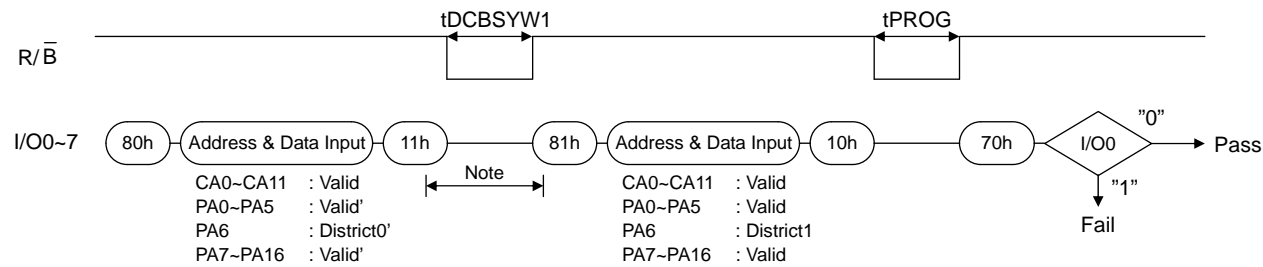 tDCBSYW1
tPROG
R/B̅
I/O0~7
80h
Address & Data Input
11h
81h
Address & Data Input
10h
70h
I/O0
"0"
Pass
"1"
Fail
Note
CA0~CA11 : Valid
PA0~PA5 : Valid'
PA6 : District0'
PA7~PA16 : Valid'
CA0~CA11 : Valid
PA0~PA5 : Valid
PA6 : District1
PA7~PA16 : Valid